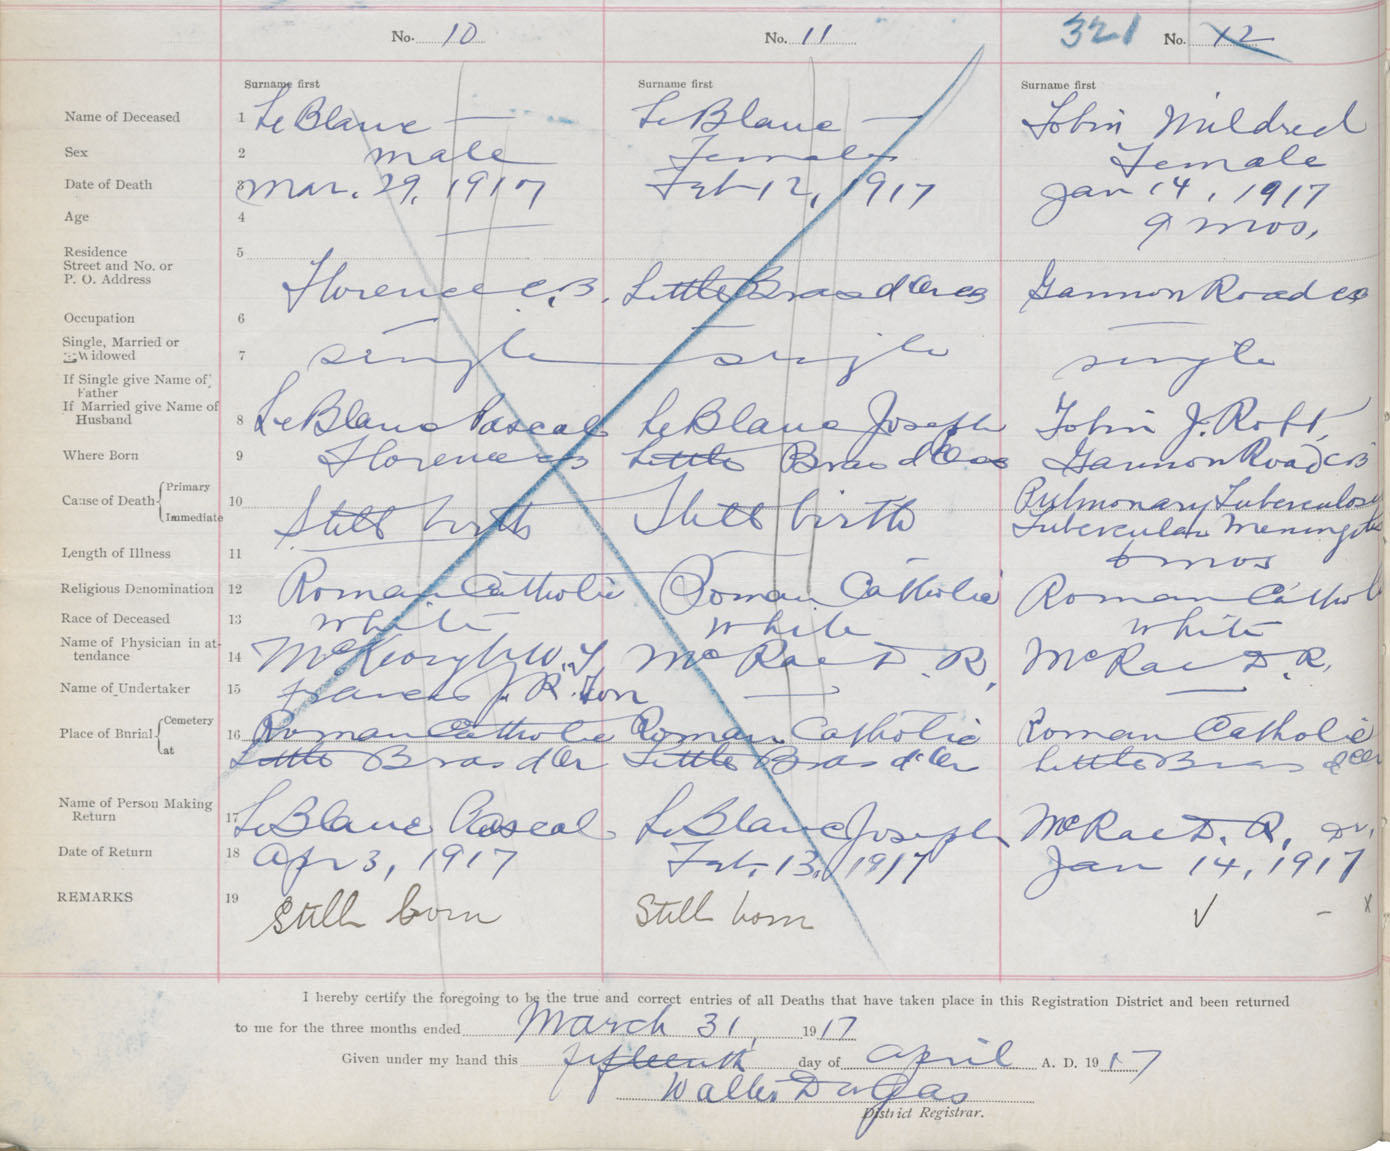 No. 10 No. 11 321 No. 12
Surname first Surname first Surname first
Name of Deceased 1 LeBlanc — LeBlanc — Tobin Mildred
Sex 2 male Female Female
Date of Death 3 Mar. 29, 1917 Feb 12, 1917 Jan 14, 1917
Age 4 — 9 mos.
Residence 5
Street and No. or
P. O. Address Florence C.B. Little Bras d'Or CB Gannon Road CB
Occupation 6 — — —
Single, Married or
Widowed 7 single single single
If Single give Name of
Father
If Married give Name of
Husband 8 LeBlanc Pascal LeBlanc Joseph Tobin J. Robt.
Where Born 9 Florence CB Little Bras d'Or CB Gannon Road CB
Cause of Death Primary 10 Pulmonary Tuberculosis
Immediate Still birth Still birth Tubercular Meningitis
Length of Illness 11 mos
Religious Denomination 12 Roman Catholic Roman Catholic Roman Catholic
Race of Deceased 13 white white white
Name of Physician in at-
tendance 14 McKeough W. T. McRae D. R. McRae D. R.
Name of Undertaker 15 Francis J. R. — —
Place of Burial Cemetery 16 Roman Catholic Roman Catholic Roman Catholic
at Little Bras d'Or Little Bras d'Or Little Bras d'Or
Name of Person Making
Return 17 LeBlanc Pascal LeBlanc Joseph McRae D. R., Dr.
Date of Return 18 Apr 3, 1917 Feb. 13, 1917 Jan 14, 1917
REMARKS 19 Still born Still born ✓ – x
I hereby certify the foregoing to be the true and correct entries of all Deaths that have taken place in this Registration District and been returned
to me for the three months ended March 31, 1917
Given under my hand this fifteenth day of April A. D. 1917
Walter Douglas
District Registrar.